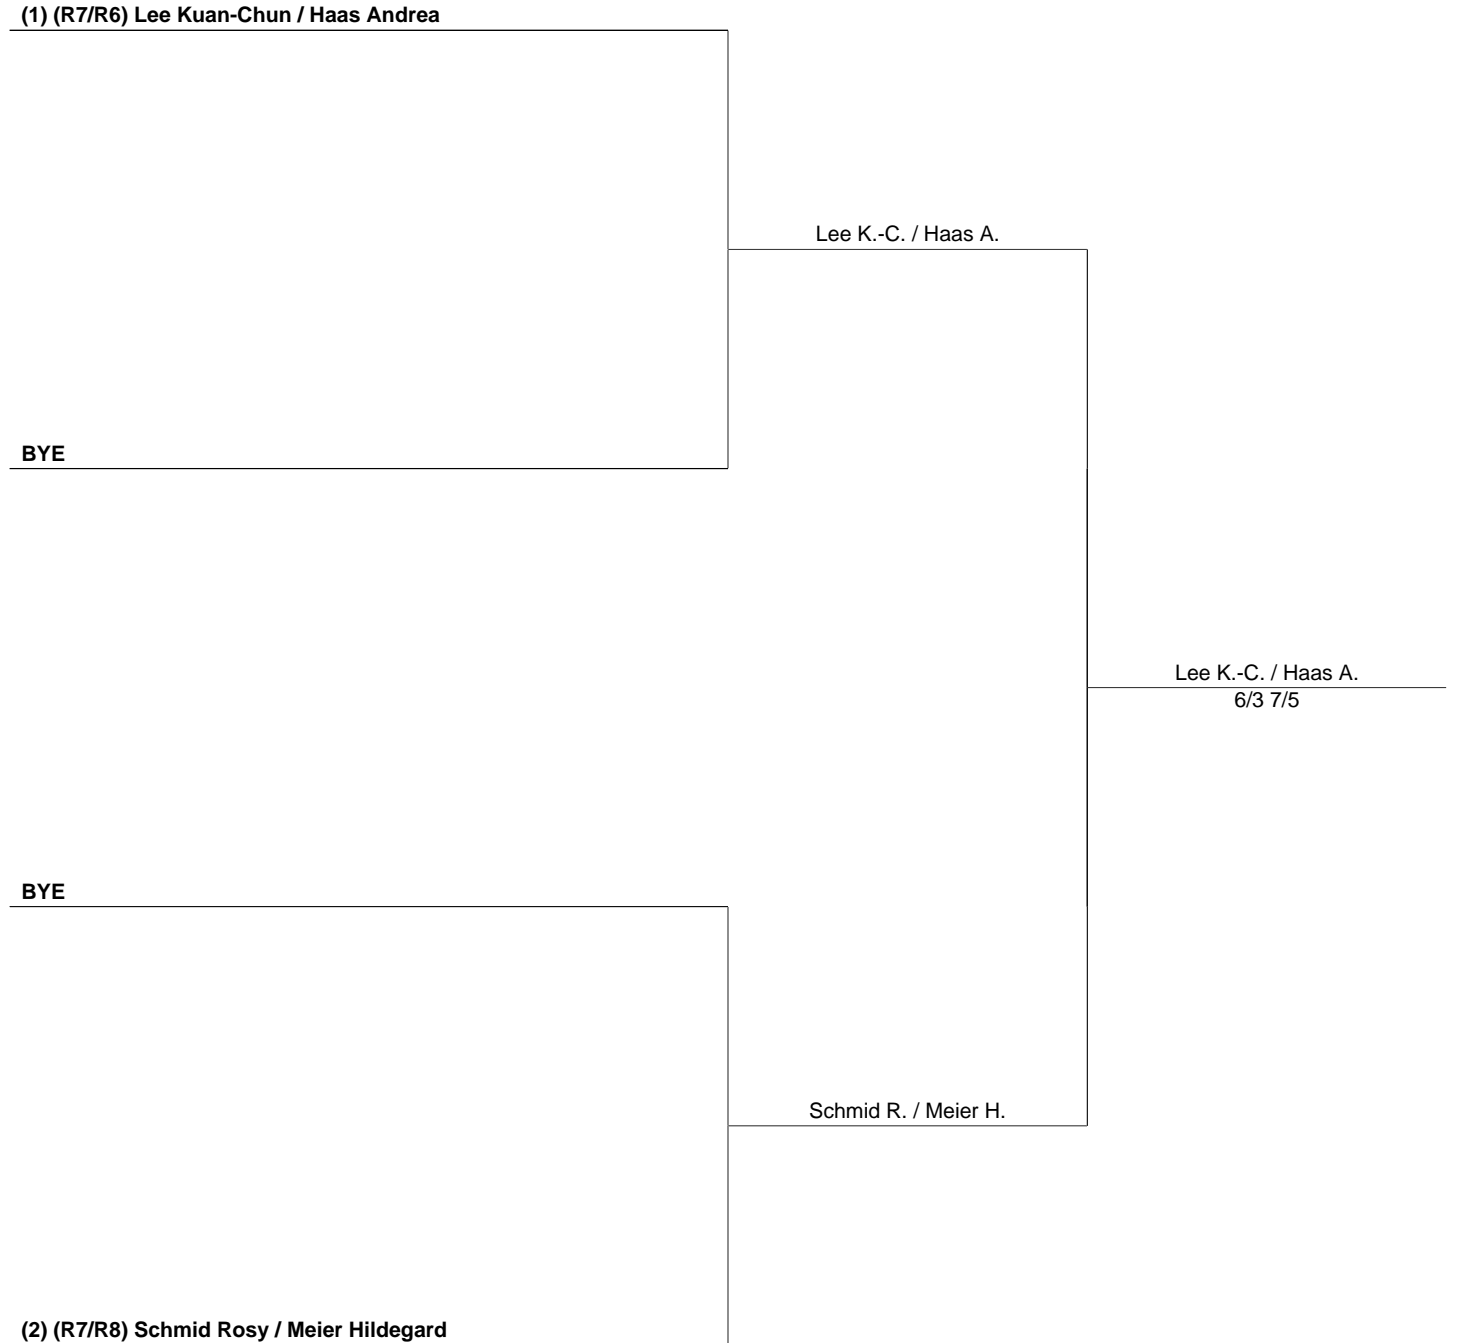 (1) (R7/R6) Lee Kuan-Chun / Haas Andrea
Lee K.-C. / Haas A.
BYE
Lee K.-C. / Haas A.
6/3 7/5
BYE
Schmid R. / Meier H.
(2) (R7/R8) Schmid Rosy / Meier Hildegard